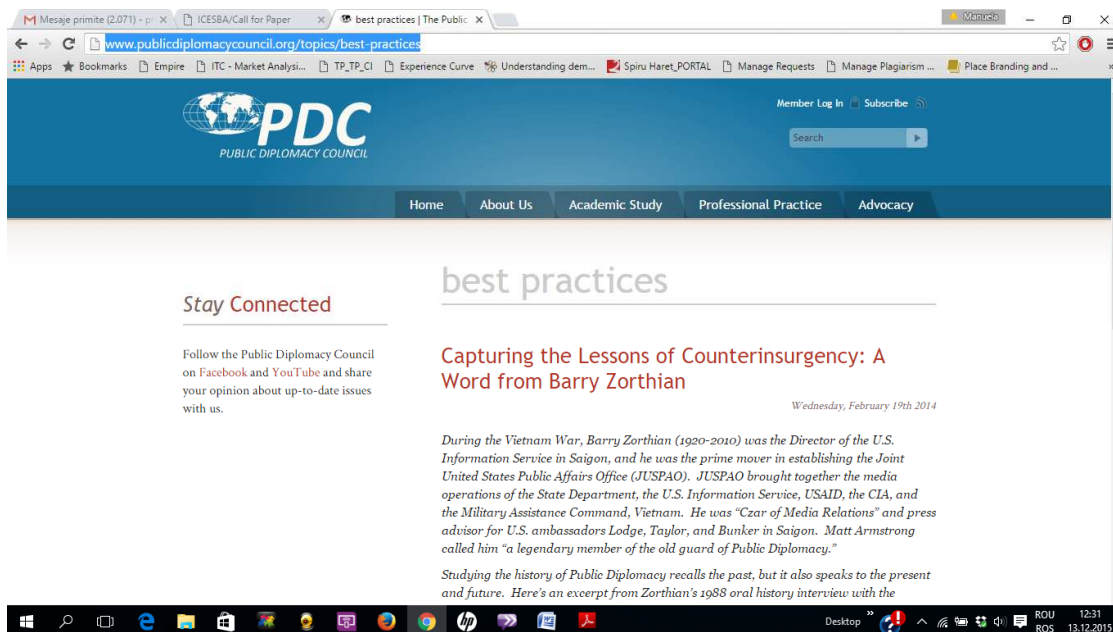 Mesaje primite (2.071) - pr
ICESBA/Call for Paper
best practices | The Public
Manuela
www.publicdiplomacycouncil.org/topics/best-practices
Apps Bookmarks Empire ITC - Market Analysi... TP_TP_CI Experience Curve Understanding dem... Spiru Haret_PORTAL Manage Requests Manage Plagiarism ... Place Branding and ...
PDC
PUBLIC DIPLOMACY COUNCIL
Member Log In Subscribe
Search
Home About Us Academic Study Professional Practice Advocacy
best practices
Stay Connected
Follow the Public Diplomacy Council
on Facebook and YouTube and share
your opinion about up-to-date issues
with us.
Capturing the Lessons of Counterinsurgency: A
Word from Barry Zorthian
Wednesday, February 19th 2014
During the Vietnam War, Barry Zorthian (1920-2010) was the Director of the U.S.
Information Service in Saigon, and he was the prime mover in establishing the Joint
United States Public Affairs Office (JUSPAO). JUSPAO brought together the media
operations of the State Department, the U.S. Information Service, USAID, the CIA, and
the Military Assistance Command, Vietnam. He was “Czar of Media Relations” and press
advisor for U.S. ambassadors Lodge, Taylor, and Bunker in Saigon. Matt Armstrong
called him “a legendary member of the old guard of Public Diplomacy.”
Studying the history of Public Diplomacy recalls the past, but it also speaks to the present
and future. Here's an excerpt from Zorthian's 1988 oral history interview with the
Desktop
ROU
ROS
12:31
13.12.2015